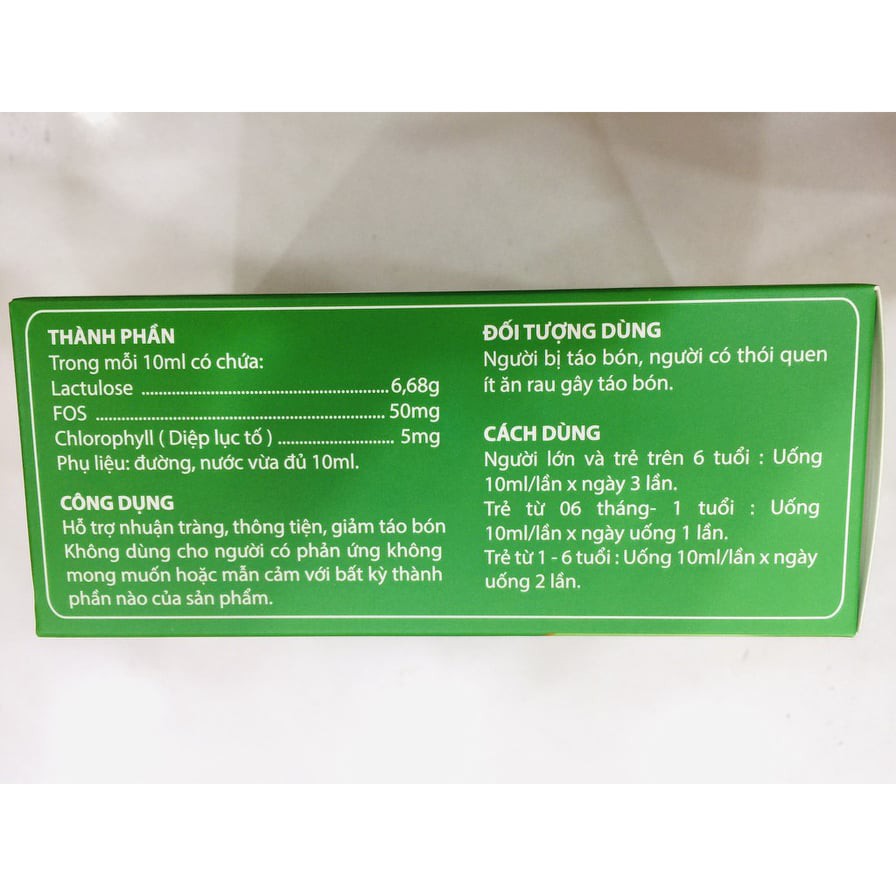 THÀNH PHẦN
Trong mỗi 10ml có chứa:
Lactulose ................................................6,68g
FOS ...................................................... 50mg
Chlorophyll ( Diệp lục tố ) ...................... 5mg
Phụ liệu: đường, nước vừa đủ 10ml.
CÔNG DỤNG
Hỗ trợ nhuận tràng, thông tiện, giảm táo bón
Không dùng cho người có phản ứng không
mong muốn hoặc mẫn cảm với bất kỳ thành
phần nào của sản phẩm.
ĐỐI TƯỢNG DÙNG
Người bị táo bón, người có thói quen
ít ăn rau gây táo bón.
CÁCH DÙNG
Người lớn và trẻ trên 6 tuổi : Uống
10ml/lần x ngày 3 lần.
Trẻ từ 06 tháng- 1 tuổi : Uống
10ml/lần x ngày uống 1 lần.
Trẻ từ 1 - 6 tuổi : Uống 10ml/lần x ngày
uống 2 lần.